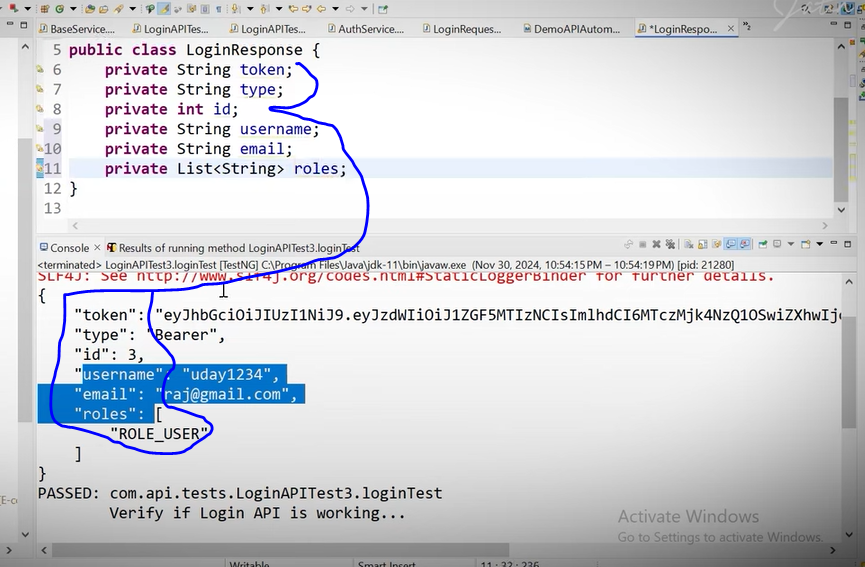 BaseService....
LoginAPITes...
LoginAPITes...
AuthService....
LoginReques...
DemoAPIAutom...
*LoginRespo...
5 public class LoginResponse {
6 private String token;
7 private String type;
8 private int id;
9 private String username;
10 private String email;
11 private List<String> roles;
12 }
13
Console
Results of running method LoginAPITest3.loginTest
<terminated> LoginAPITest3.loginTest [TestNG] C:\Program Files\Java\jdk-11\bin\javaw.exe (Nov 30, 2024, 10:54:15 PM – 10:54:19 PM) [pid: 21280]
SLF4J: See http://www.slf4j.org/codes.html#StaticLoggerBinder for further details.
{
"token": "eyJhbGciOiJIUzI1NiJ9.eyJzdWIiOiJ1ZGF5MTIzNCIsImlhdCI6MTczMjk4NzQ1OSwiZXhwIjo
"type": "Bearer",
"id": 3,
"username": "uday1234",
"email": "raj@gmail.com",
"roles": [
"ROLE_USER"
]
}
PASSED: com.api.tests.LoginAPITest3.loginTest
Verify if Login API is working...
Activate Windows
Go to Settings to activate Windows.
Writable
Smart Insert
11 : 32 : 236